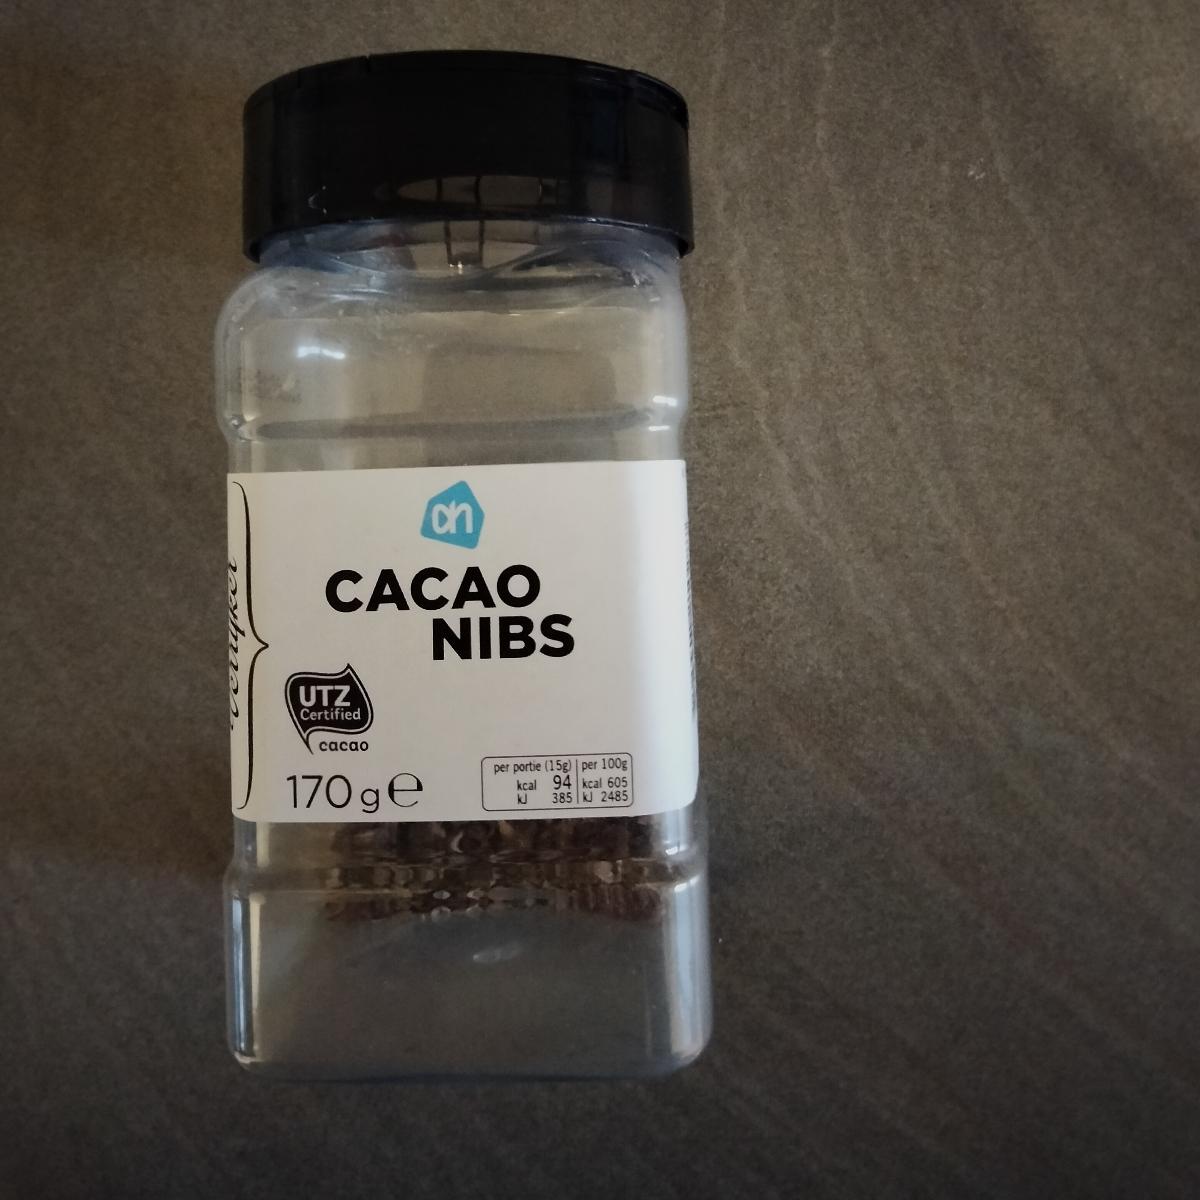 ah
CACAO
NIBS
UTZ
Certified
cacao
170 g e
per portie (15g) per 100g
kcal 94 kcal 605
kJ 385 kJ 2485